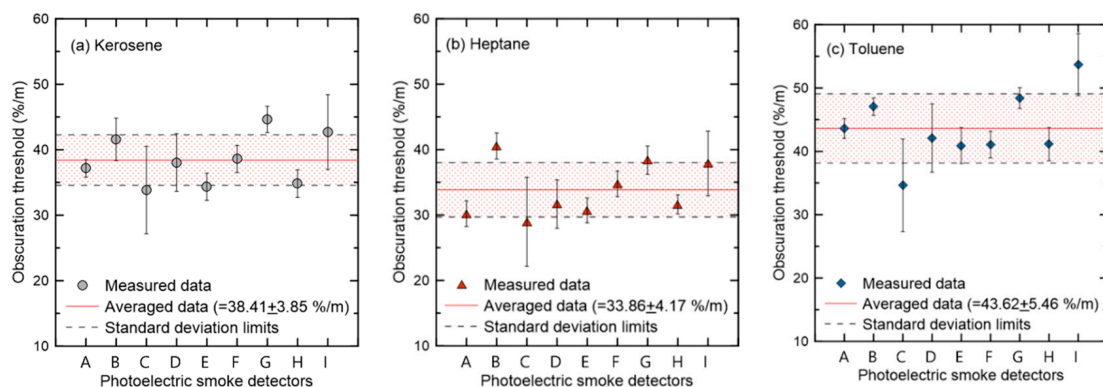 (a) Kerosene
Obscuration threshold (%/m)
60
50
40
30
20
10
Measured data
Averaged data (=38.41±3.85 %/m)
Standard deviation limits
A B C D E F G H I
Photoelectric smoke detectors
(b) Heptane
Obscuration threshold (%/m)
60
50
40
30
20
10
Measured data
Averaged data (=33.86±4.17 %/m)
Standard deviation limits
A B C D E F G H I
Photoelectric smoke detectors
(c) Toluene
Obscuration threshold (%/m)
60
50
40
30
20
10
Measured data
Averaged data (=43.62±5.46 %/m)
Standard deviation limits
A B C D E F G H I
Photoelectric smoke detectors